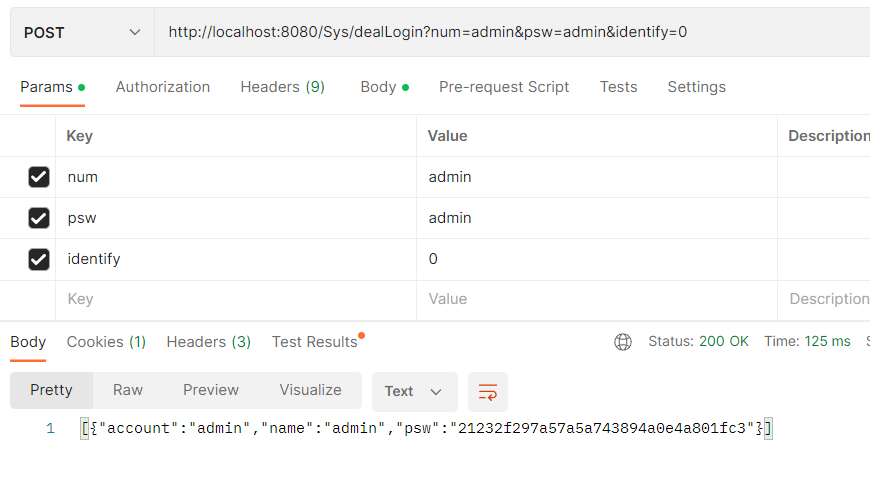 POST http://localhost:8080/Sys/dealLogin?num=admin&psw=admin&identify=0
Params Authorization Headers (9) Body Pre-request Script Tests Settings
Key Value Description
num admin
psw admin
identify 0
Key Value Description
Body Cookies (1) Headers (3) Test Results Status: 200 OK Time: 125 ms S
Pretty Raw Preview Visualize Text
1 [{"account":"admin","name":"admin","psw":"21232f297a57a5a743894a0e4a801fc3"}]